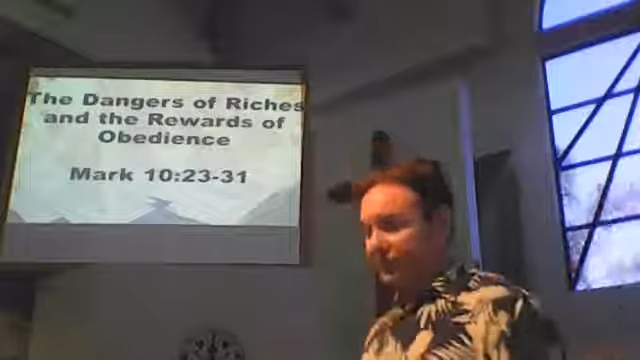 The Dangers of Riches
and the Rewards of
Obedience
Mark 10:23-31